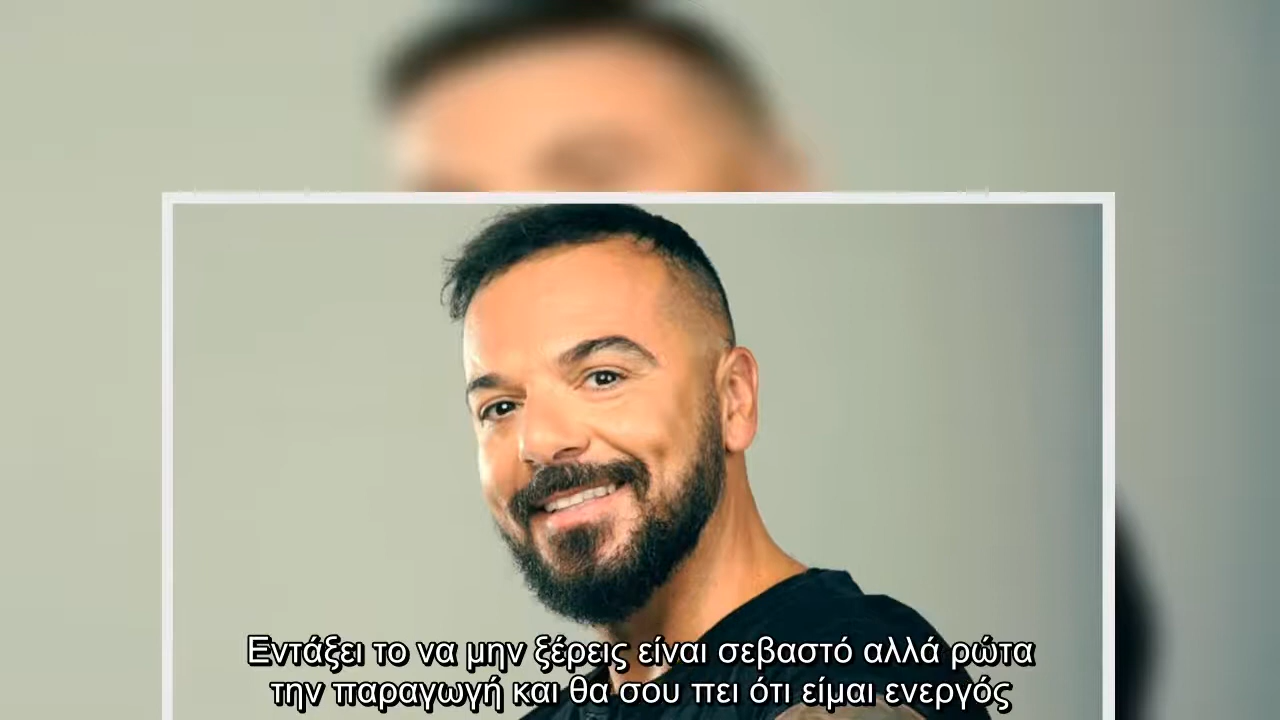 Εντάξει το να μην ξέρεις είναι σεβαστό αλλά ρώτα
την παραγωγή και θα σου πει ότι είμαι ενεργός